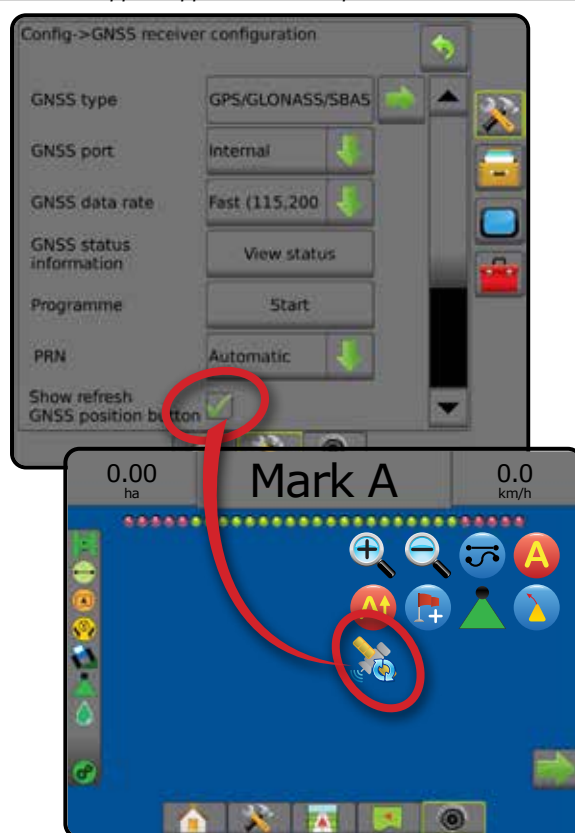 Config->GNSS receiver configuration
GNSS type GPS/GLONASS/SBAS
GNSS port Internal
GNSS data rate Fast (115,200
GNSS status
information View status
Programme Start
PRN Automatic
Show refresh
GNSS position button
0.00 Mark A 0.0
ha km/h
A
A